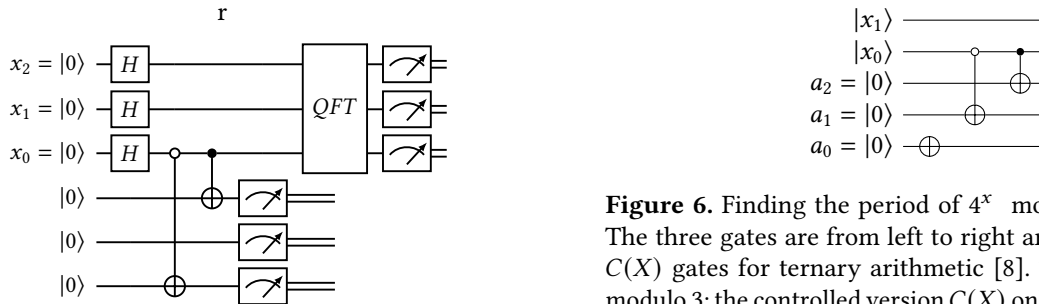 r
x₂ = |0⟩ H
x₁ = |0⟩ H QFT
x₀ = |0⟩ H
|0⟩
|0⟩
|0⟩
|x₁⟩
|x₀⟩
a₂ = |0⟩
a₁ = |0⟩
a₀ = |0⟩
Figure 6. Finding the period of 4ˣ mo
The three gates are from left to right an
C(X) gates for ternary arithmetic [8].
modulo 3; the controlled version C(X) on